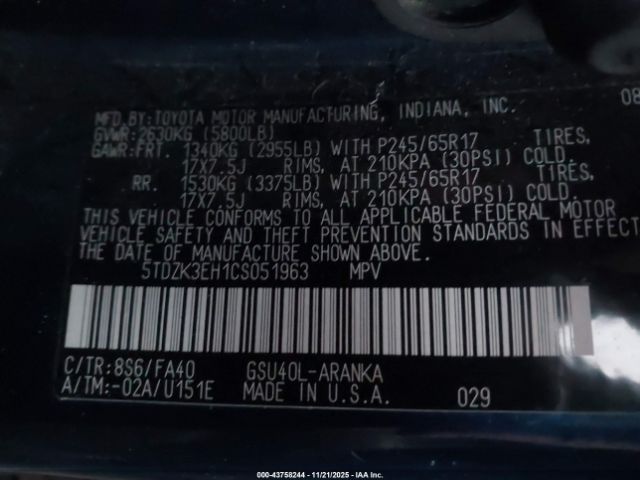 MFD.BY:TOYOTA MOTOR MANUFACTURING, INDIANA, INC. 08
GVWR:2630KG (5800LB)
GAWR:FRT. 1340KG (2955LB) WITH P245/65R17 TIRES,
17X7.5J RIMS, AT 210KPA (30PSI) COLD.
RR. 1530KG (3375LB) WITH P245/65R17 TIRES,
17X7.5J RIMS, AT 210KPA (30PSI) COLD.
THIS VEHICLE CONFORMS TO ALL APPLICABLE FEDERAL MOTOR
VEHICLE SAFETY AND THEFT PREVENTION STANDARDS IN EFFECT
THE DATE OF MANUFACTURE SHOWN ABOVE.
5TDZK3EH1CS051963 MPV
C/TR:8S6/FA40 GSU40L-ARANKA
A/TM:-02A/U151E MADE IN U.S.A. 029
000-43758244 - 11/21/2025 - IAA Inc.